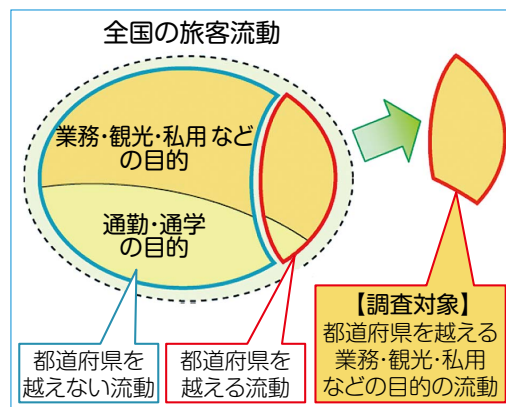 全国の旅客流動
業務・観光・私用 など
の目的
通勤・通学
の目的
都道府県を
越えない流動
都道府県を
越える流動
【調査対象】
都道府県を越える
業務・観光・私用
などの目的の流動